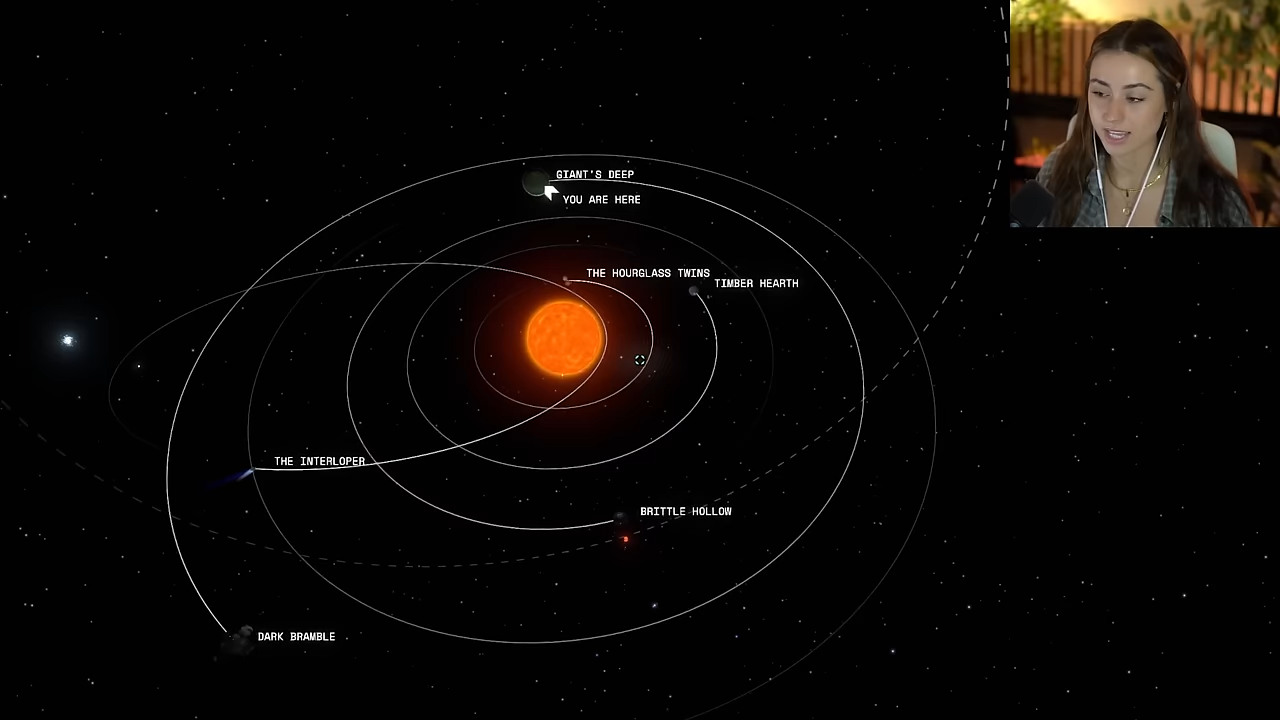 GIANT'S DEEP
YOU ARE HERE
THE HOURGLASS TWINS
TIMBER HEARTH
THE INTERLOPER
BRITTLE HOLLOW
DARK BRAMBLE